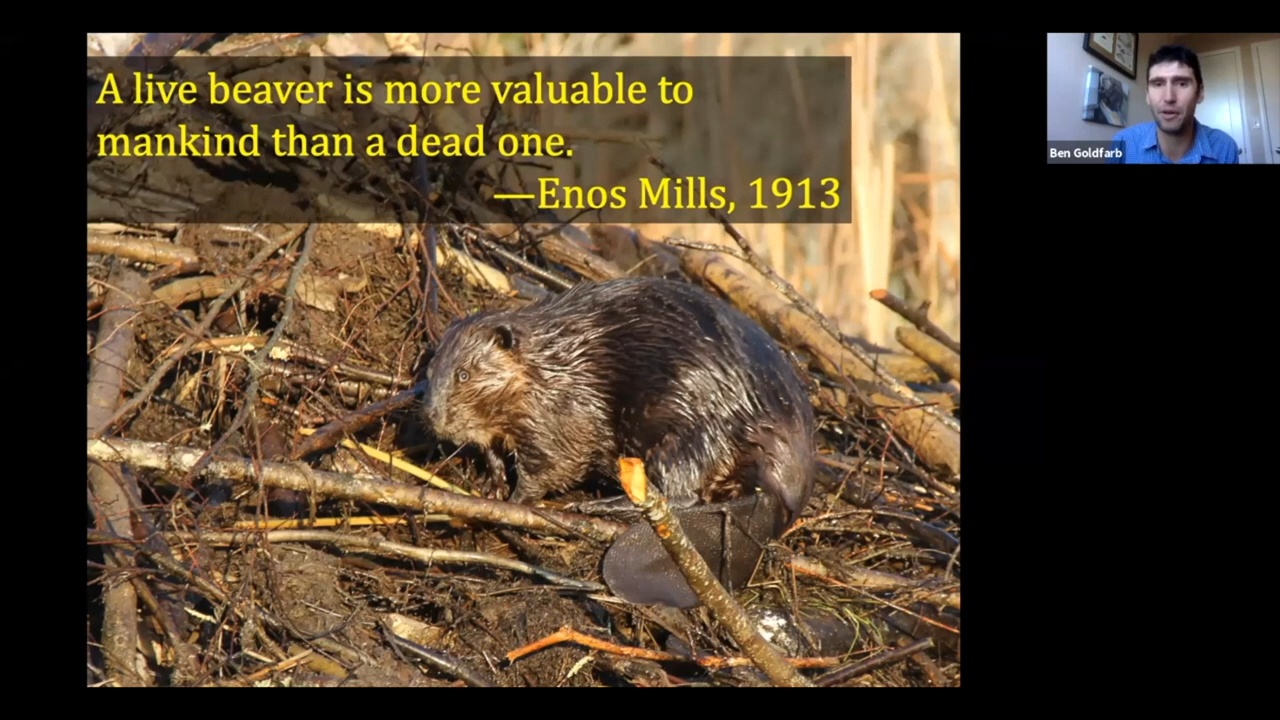 A live beaver is more valuable to
mankind than a dead one.
—Enos Mills, 1913
Ben Goldfarb